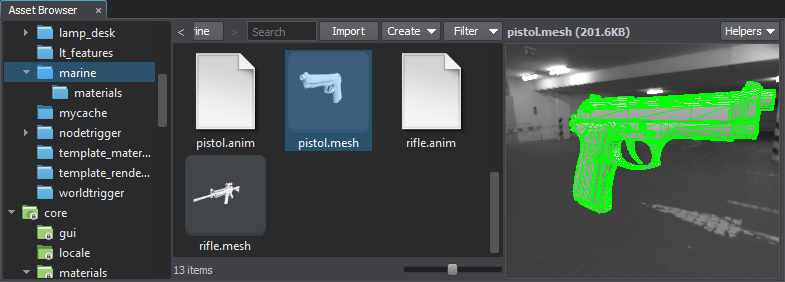 Asset Browser
lamp_desk
lt_features
marine
materials
mycache
nodetrigger
template_mater...
template_rende...
worldtrigger
core
gui
locale
materials
< rine > Search Import Create Filter
pistol.anim
pistol.mesh
rifle.anim
rifle.mesh
13 items
pistol.mesh (201.6KB) Helpers